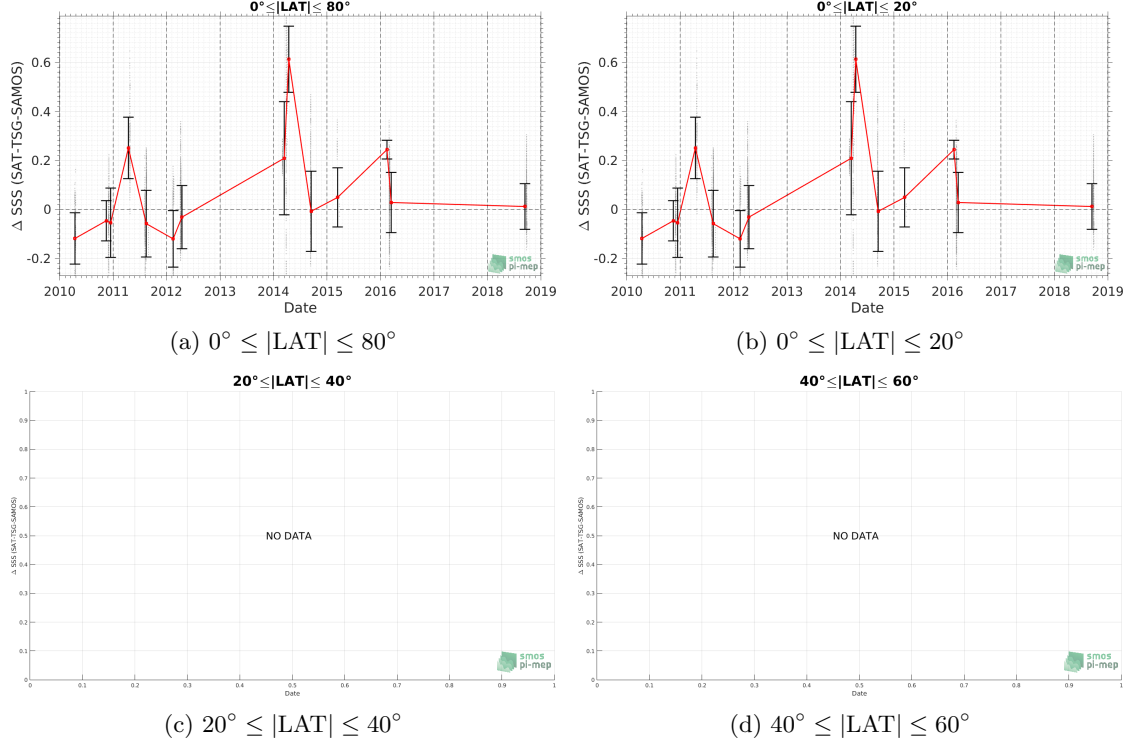 0°≤|LAT|≤ 80°
Δ SSS (SAT-TSG-SAMOS)
0.6
0.4
0.2
0
-0.2
2010 2011 2012 2013 2014 2015 2016 2017 2018 2019
Date
smos
pi-mep
(a) 0° ≤ |LAT| ≤ 80°
0°≤|LAT|≤ 20°
Δ SSS (SAT-TSG-SAMOS)
0.6
0.4
0.2
0
-0.2
2010 2011 2012 2013 2014 2015 2016 2017 2018 2019
Date
smos
pi-mep
(b) 0° ≤ |LAT| ≤ 20°
20°≤|LAT|≤ 40°
Δ SSS (SAT-TSG-SAMOS)
1
0.9
0.8
0.7
0.6
0.5
0.4
0.3
0.2
0.1
0
NO DATA
0 0.1 0.2 0.3 0.4 0.5 0.6 0.7 0.8 0.9 1
Date
smos
pi-mep
(c) 20° ≤ |LAT| ≤ 40°
40°≤|LAT|≤ 60°
Δ SSS (SAT-TSG-SAMOS)
1
0.9
0.8
0.7
0.6
0.5
0.4
0.3
0.2
0.1
0
NO DATA
0 0.1 0.2 0.3 0.4 0.5 0.6 0.7 0.8 0.9 1
Date
smos
pi-mep
(d) 40° ≤ |LAT| ≤ 60°